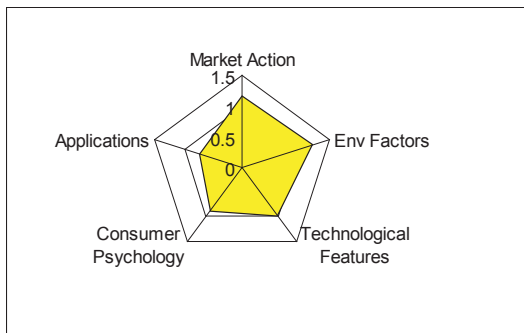 Market Action
1.5
1
0.5
0
Applications
Env Factors
Consumer
Psychology
Technological
Features